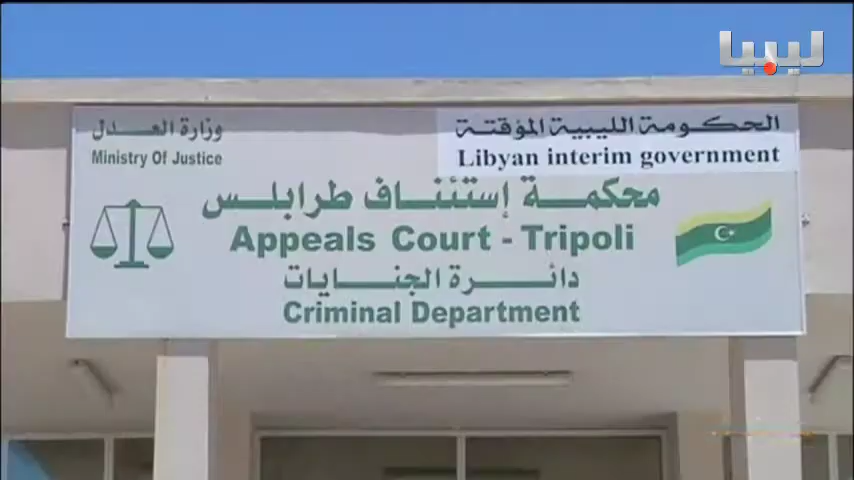 ليبيا
وزارة العدل
Ministry Of Justice
الحكومة الليبية المؤقتة
Libyan interim government
محكمة إستئناف طرابلس
Appeals Court - Tripoli
دائرة الجنايات
Criminal Department